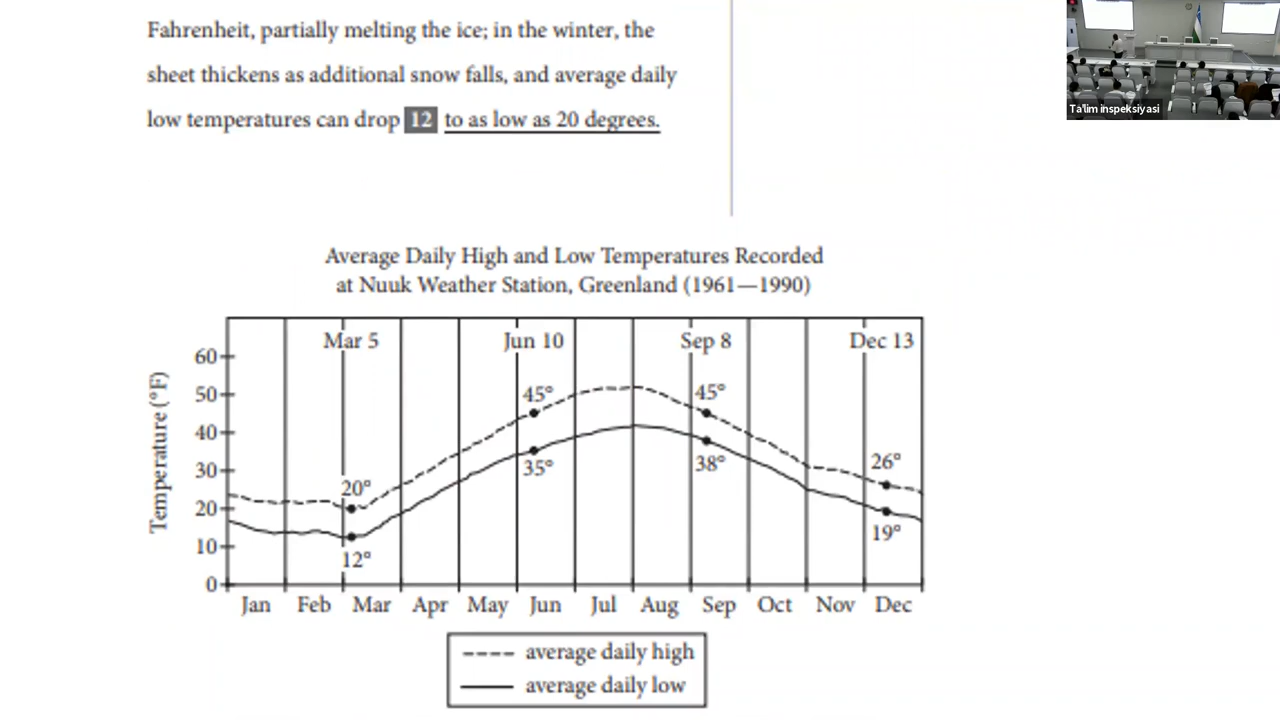 Fahrenheit, partially melting the ice; in the winter, the
sheet thickens as additional snow falls, and average daily
low temperatures can drop 12 to as low as 20 degrees.
Ta'lim inspeksiyasi
Average Daily High and Low Temperatures Recorded
at Nuuk Weather Station, Greenland (1961—1990)
Mar 5 Jun 10 Sep 8 Dec 13
Temperature (°F)
60
50
40
30
20
10
0
45° 45°
35° 38°
20° 26°
12° 19°
Jan Feb Mar Apr May Jun Jul Aug Sep Oct Nov Dec
average daily high
average daily low